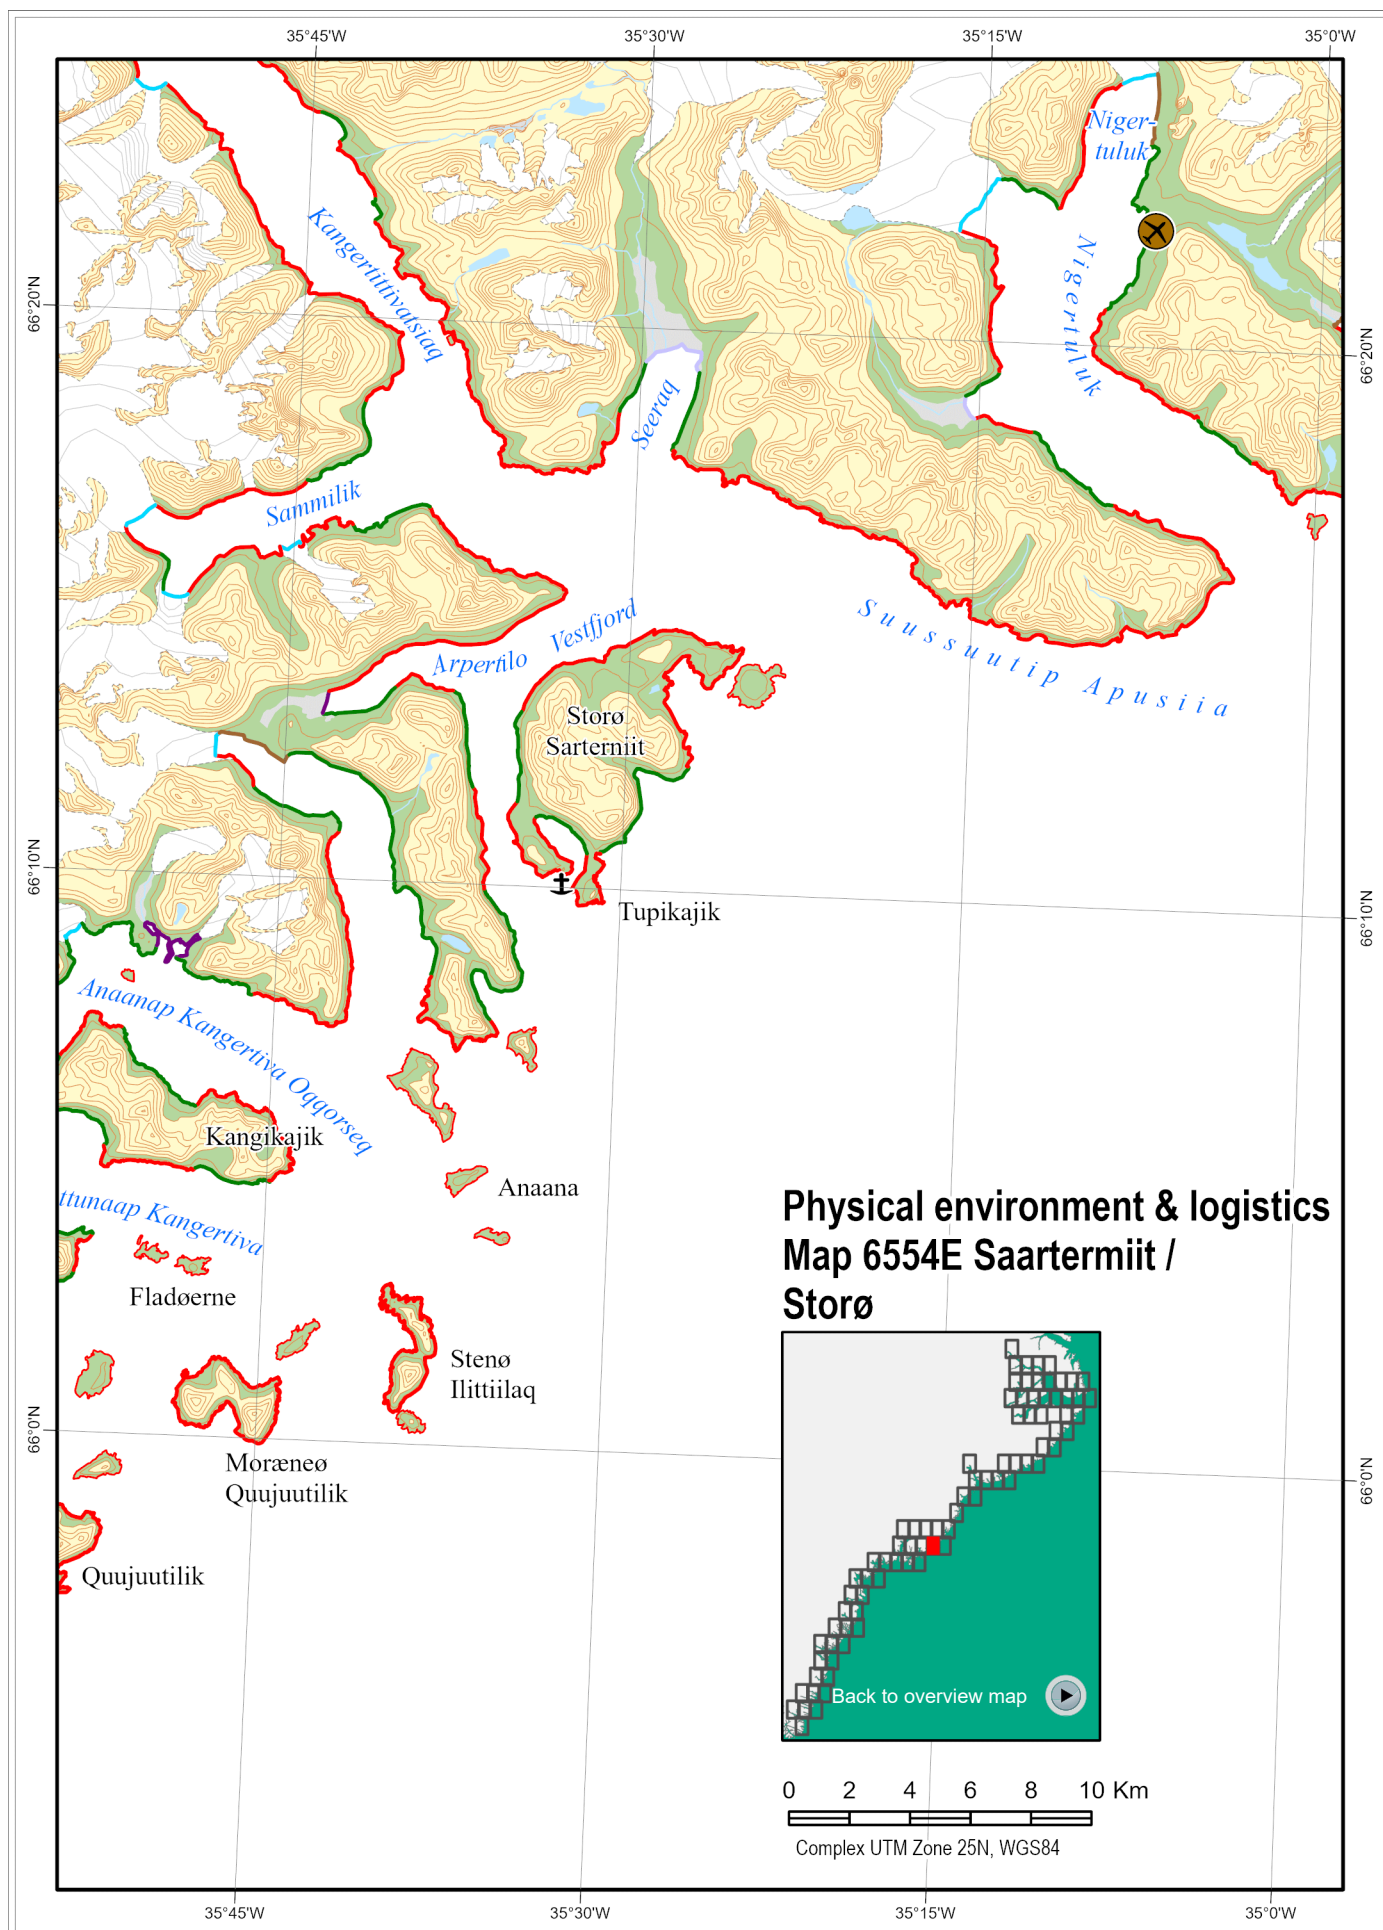 35°45'W
35°30'W
35°15'W
35°0'W
Niger-
tuluk
Kangertittivatsiaq
Nigertuluk
66°20'N
66°20'N
Seeraq
Sammilik
Suussuutip Apusiia
Vestfjord
Arperfilo
Storø
Sarterniit
66°10'N
66°10'N
Tupikajik
Anaanap Kangertiva Oqqorseq
Kangikajik
Anaana
ttunaap Kangertiva
Fladøerne
Physical environment & logistics
Map 6554E Saartermiit /
Storø
Stenø
Ilittiilaq
66°0'N
66°0'N
Moræneø
Quujuutilik
Quujuutilik
Back to overview map
0 2 4 6 8 10 Km
Complex UTM Zone 25N, WGS84
35°45'W
35°30'W
35°15'W
35°0'W